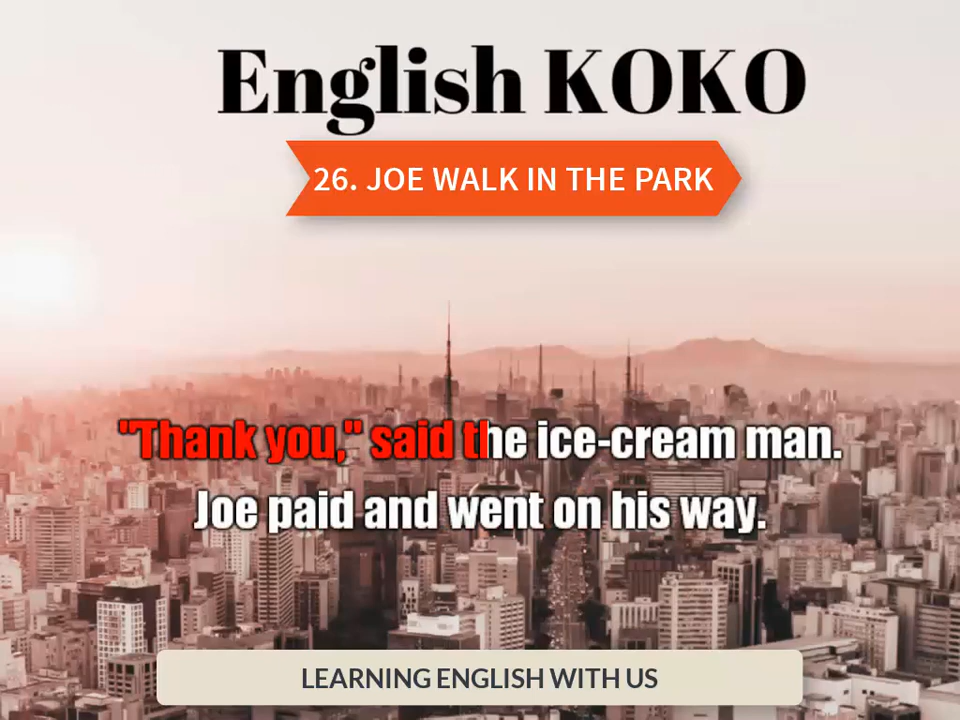 English KOKO
26. JOE WALK IN THE PARK
"Thank you," said the ice-cream man.
Joe paid and went on his way.
LEARNING ENGLISH WITH US